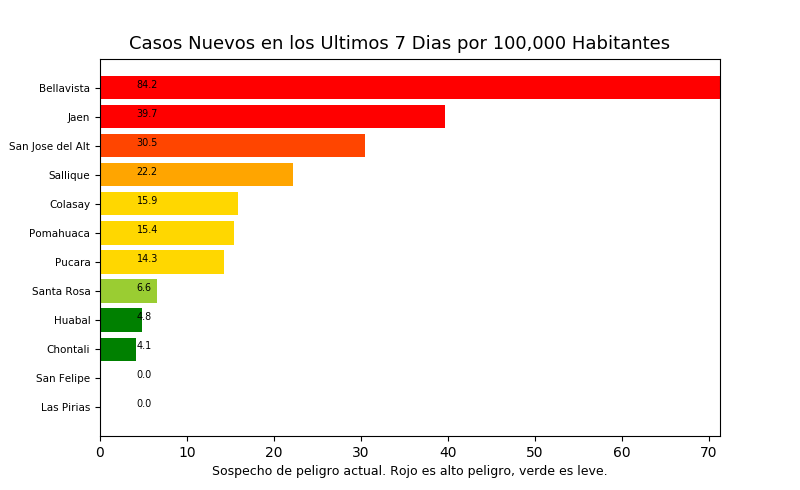 Casos Nuevos en los Ultimos 7 Dias por 100,000 Habitantes
Bellavista 84.2
Jaen 39.7
San Jose del Alt 30.5
Sallique 22.2
Colasay 15.9
Pomahuaca 15.4
Pucara 14.3
Santa Rosa 6.6
Huabal 4.8
Chontali 4.1
San Felipe 0.0
Las Pirias 0.0
0 10 20 30 40 50 60 70
Sospecho de peligro actual. Rojo es alto peligro, verde es leve.